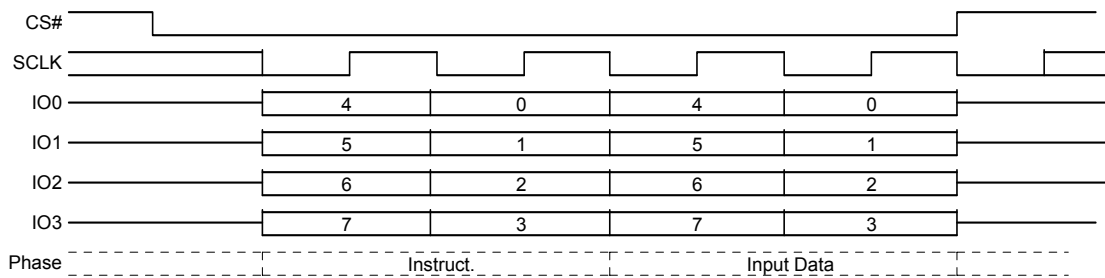 CS#
SCLK
IO0 4 0 4 0
IO1 5 1 5 1
IO2 6 2 6 2
IO3 7 3 7 3
Phase Instruct. Input Data